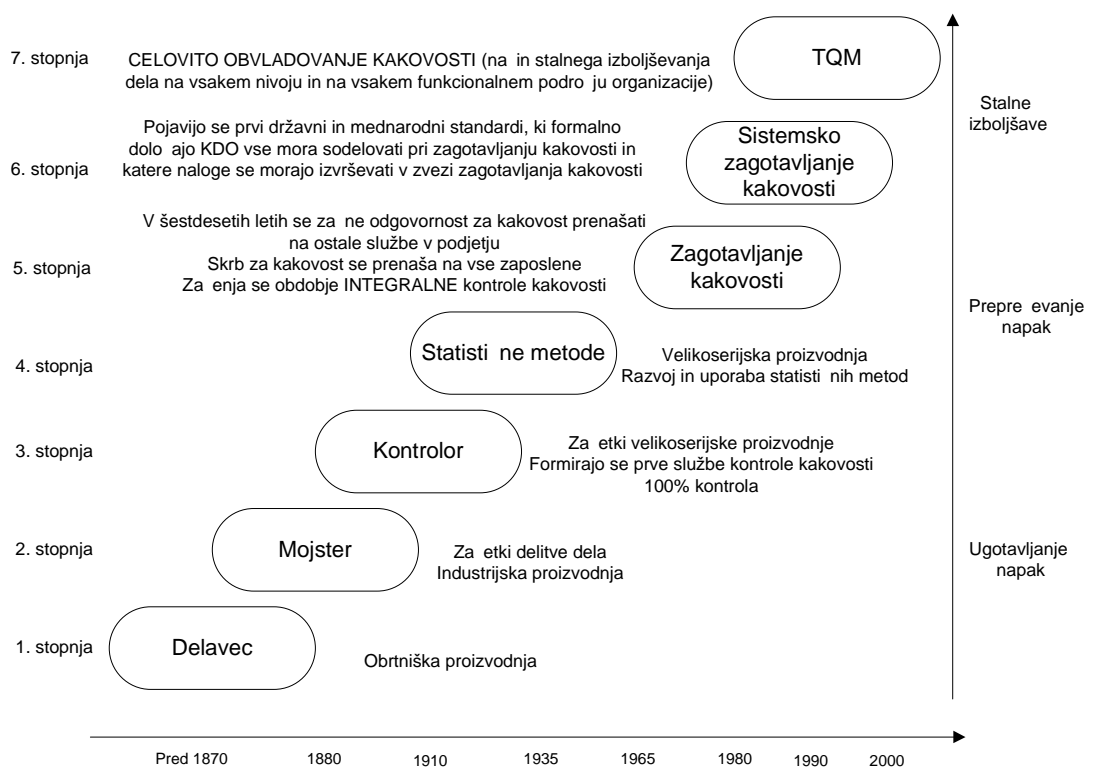 7. stopnja
CELOVITO OBVLADOVANJE KAKOVOSTI (na in stalnega izboljševanja
dela na vsakem nivoju in na vsakem funkcionalnem podro ju organizacije)
TQM
Stalne
izboljšave
6. stopnja
Pojavijo se prvi državni in mednarodni standardi, ki formalno
dolo ajo KDO vse mora sodelovati pri zagotavljanju kakovosti in
katere naloge se morajo izvrševati v zvezi zagotavljanja kakovosti
Sistemsko
zagotavljanje
kakovosti
5. stopnja
V šestdesetih letih se za ne odgovornost za kakovost prenašati
na ostale službe v podjetju
Skrb za kakovost se prenaša na vse zaposlene
Za enja se obdobje INTEGRALNE kontrole kakovosti
Zagotavljanje
kakovosti
Prepre evanje
napak
4. stopnja
Statisti ne metode
Velikoserijska proizvodnja
Razvoj in uporaba statisti nih metod
3. stopnja
Kontrolor
Za etki velikoserijske proizvodnje
Formirajo se prve službe kontrole kakovosti
100% kontrola
2. stopnja
Mojster
Za etki delitve dela
Industrijska proizvodnja
Ugotavljanje
napak
1. stopnja
Delavec
Obrtniška proizvodnja
Pred 1870 1880 1910 1935 1965 1980 1990 2000